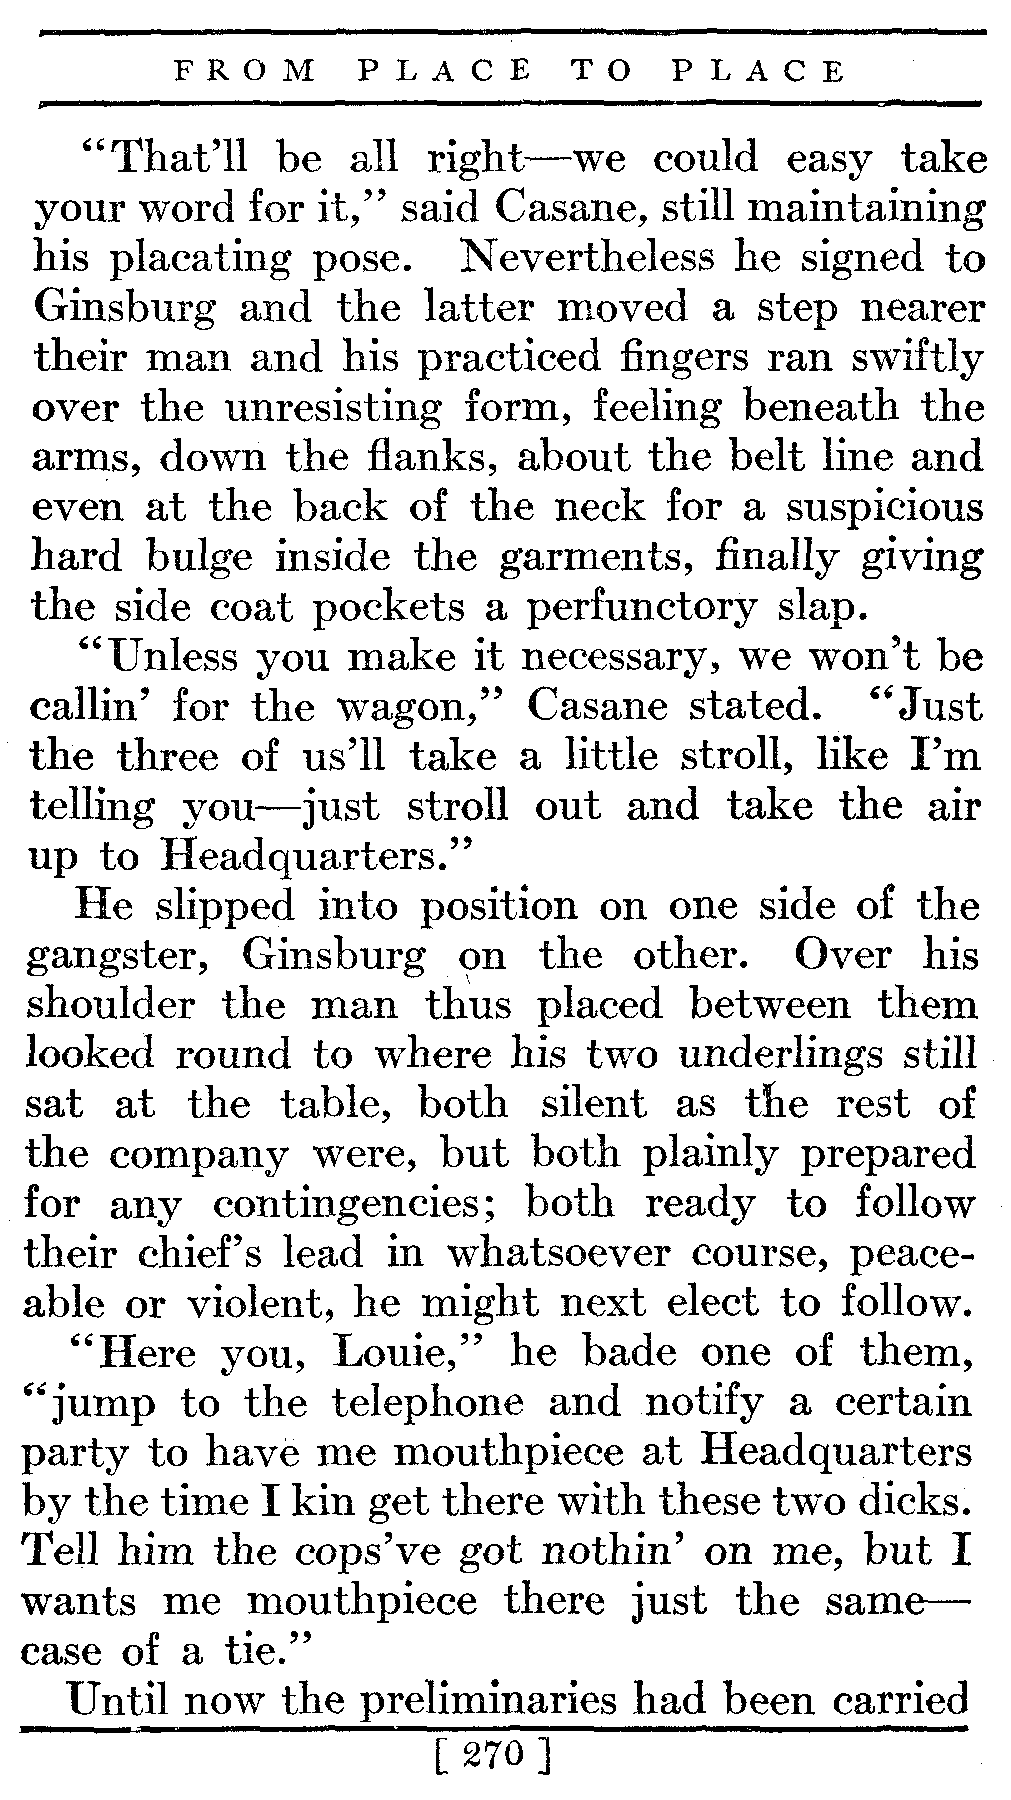 FROM PLACE TO PLACE
“That’ll be all right—we could easy take
your word for it,” said Casane, still maintaining
his placating pose. Nevertheless he signed to
Ginsburg and the latter moved a step nearer
their man and his practiced fingers ran swiftly
over the unresisting form, feeling beneath the
arms, down the flanks, about the belt line and
even at the back of the neck for a suspicious
hard bulge inside the garments, finally giving
the side coat pockets a perfunctory slap.
“Unless you make it necessary, we won’t be
callin’ for the wagon,” Casane stated. “Just
the three of us’ll take a little stroll, like I’m
telling you—just stroll out and take the air
up to Headquarters.”
He slipped into position on one side of the
gangster, Ginsburg on the other. Over his
shoulder the man thus placed between them
looked round to where his two underlings still
sat at the table, both silent as the rest of
the company were, but both plainly prepared
for any contingencies; both ready to follow
their chief’s lead in whatsoever course, peace-
able or violent, he might next elect to follow.
“Here you, Louie,” he bade one of them,
“jump to the telephone and notify a certain
party to have me mouthpiece at Headquarters
by the time I kin get there with these two dicks.
Tell him the cops’ve got nothin’ on me, but I
wants me mouthpiece there just the same—
case of a tie.”
Until now the preliminaries had been carried
[ 270 ]